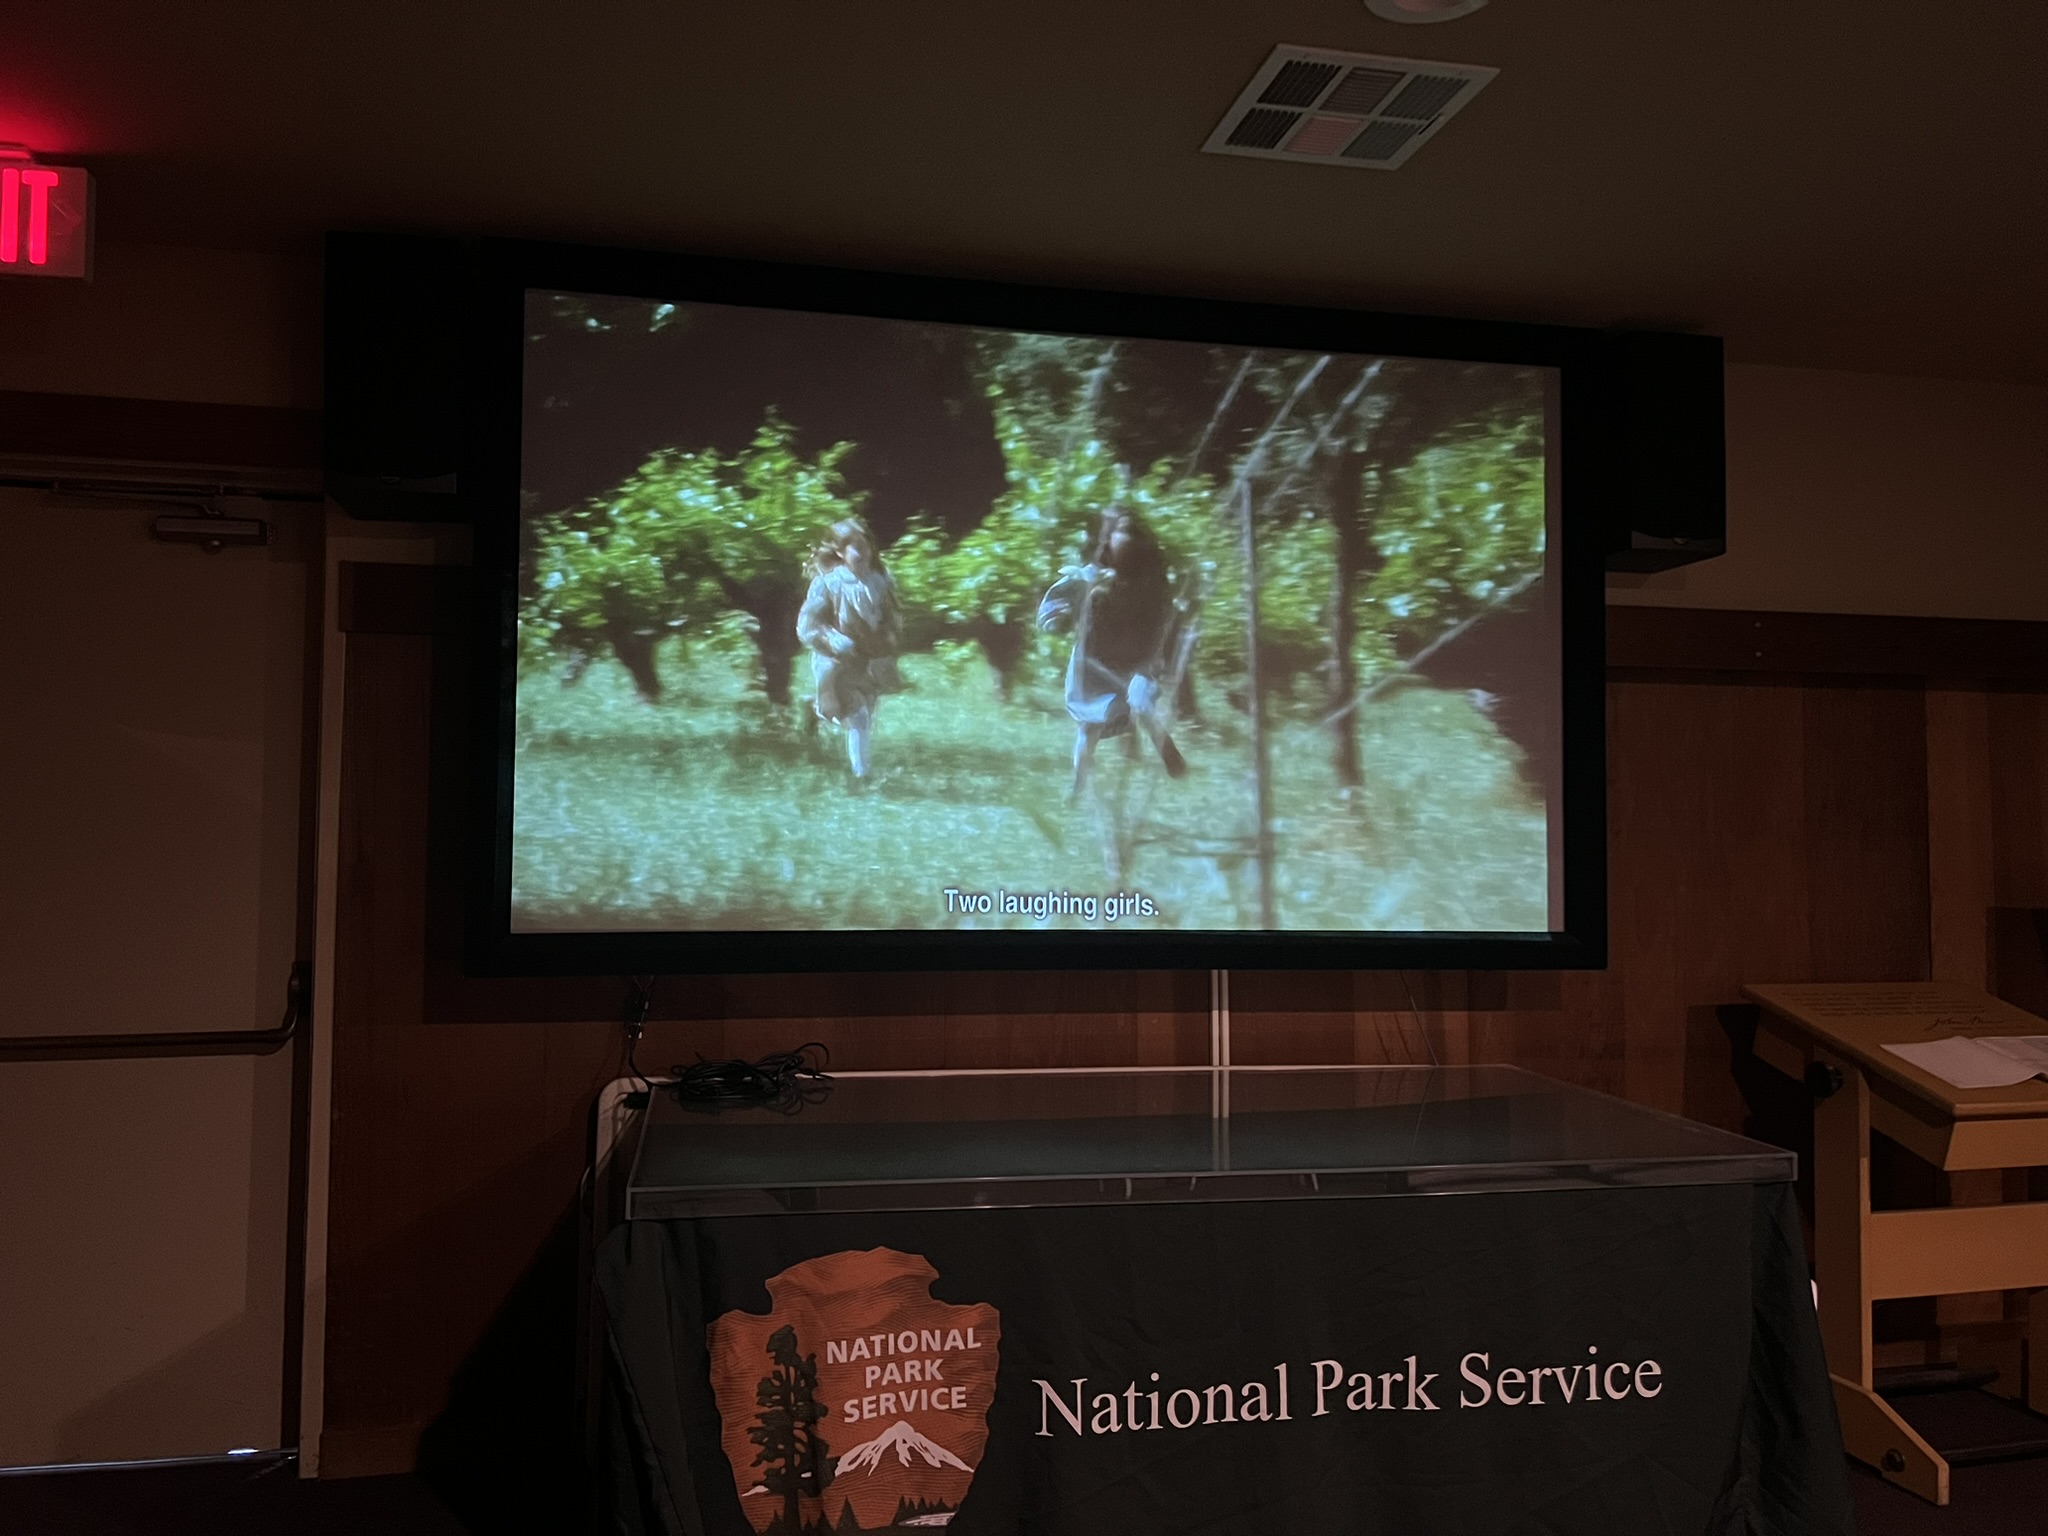 IT
Two laughing girls.
NATIONAL
PARK
SERVICE
National Park Service